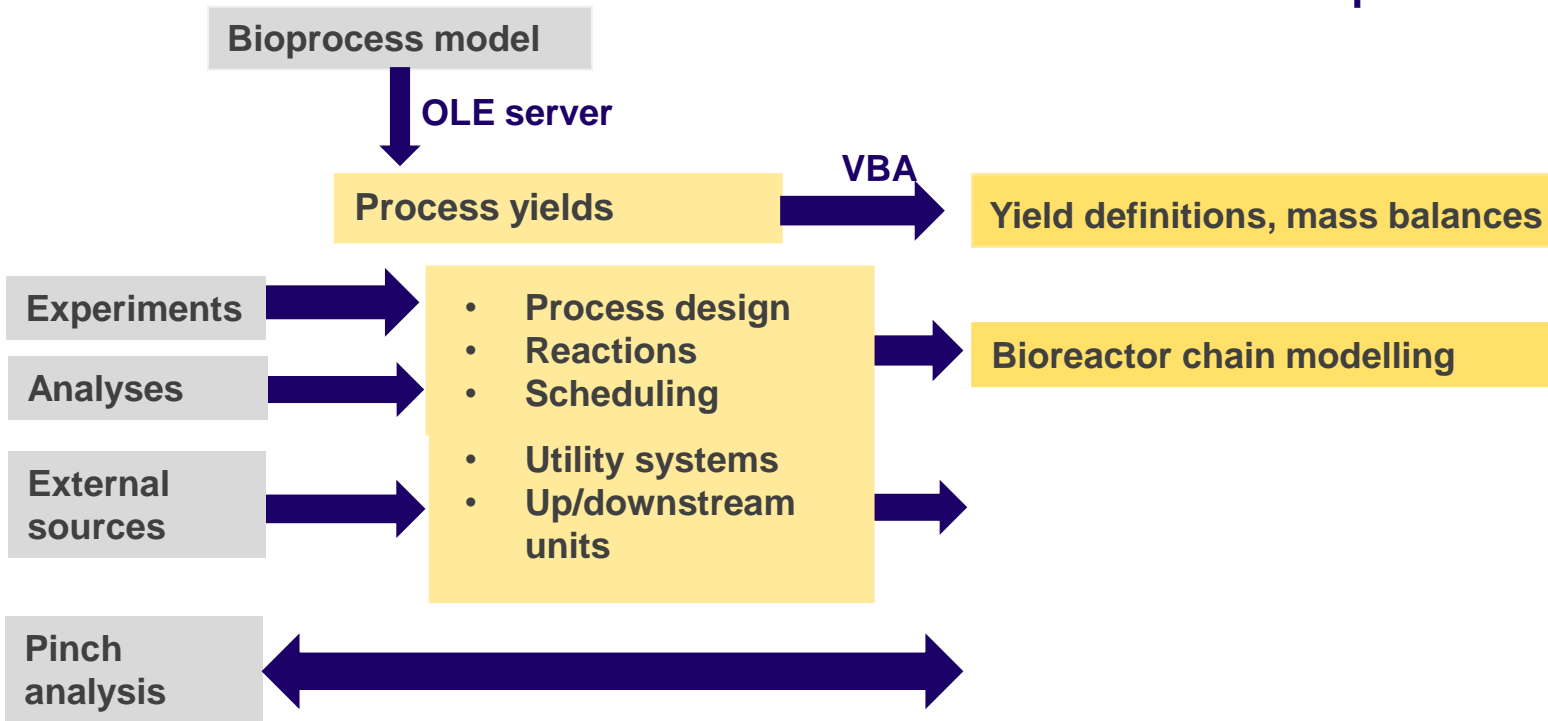 Bioprocess model
OLE server
VBA
Process yields
Yield definitions, mass balances
Experiments
• Process design
• Reactions
• Scheduling
Bioreactor chain modelling
Analyses
External
sources
• Utility systems
• Up/downstream
units
Pinch
analysis